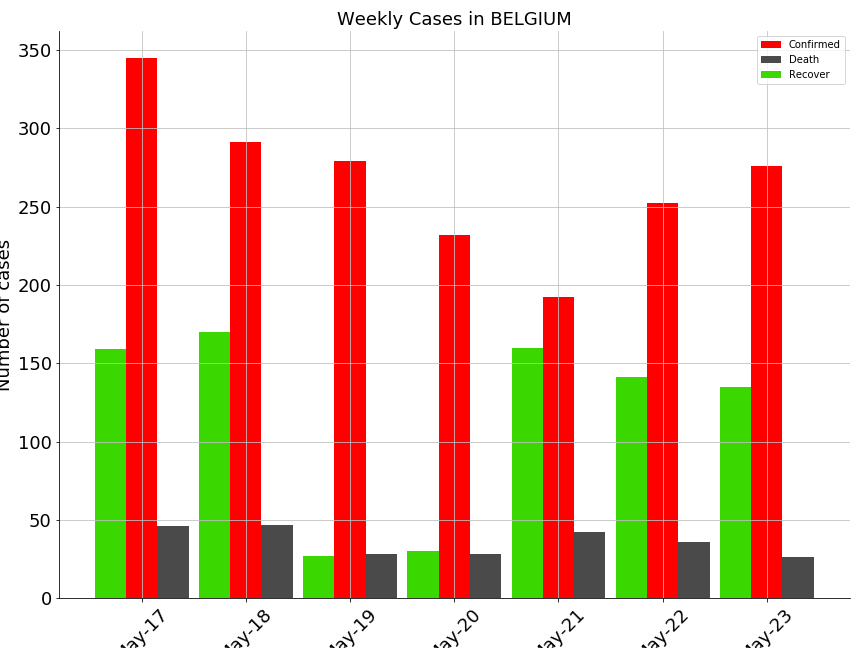 Weekly Cases in BELGIUM
Confirmed
Death
Recover
Number of cases
350
300
250
200
150
100
50
0
May-17
May-18
May-19
May-20
May-21
May-22
May-23